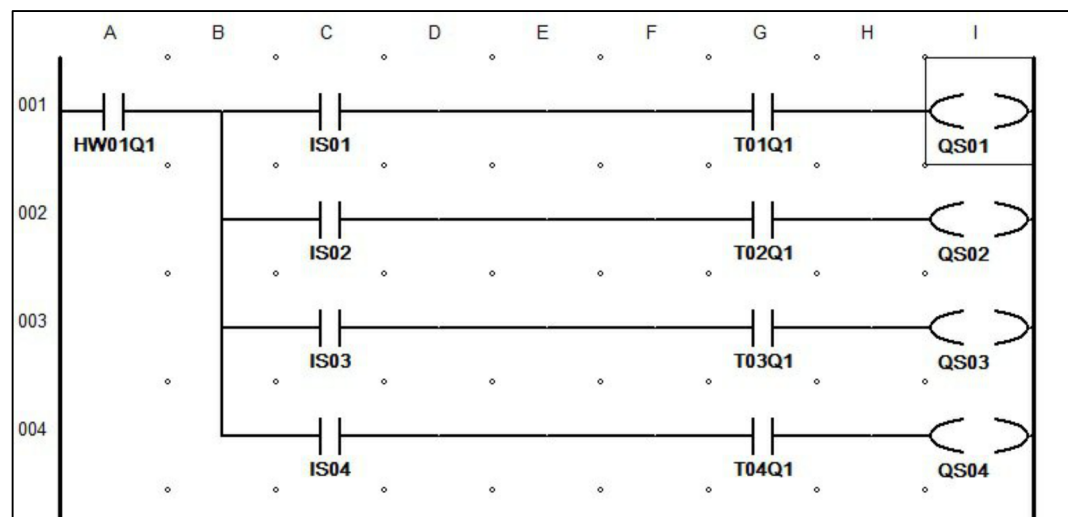 A B C D E F G H I
001
HW01Q1 IS01 T01Q1 QS01
002
IS02 T02Q1 QS02
003
IS03 T03Q1 QS03
004
IS04 T04Q1 QS04